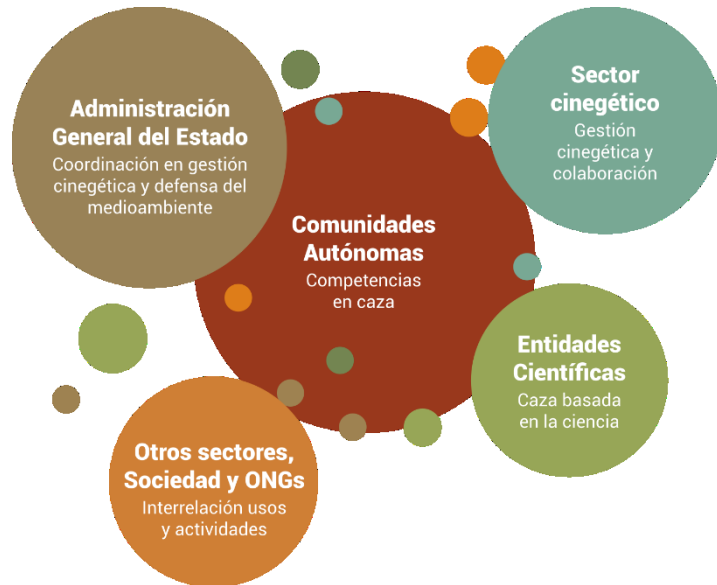 Administración
General del Estado
Coordinación en gestión
cinegética y defensa del
medioambiente
Sector
cinegético
Gestión
cinegética y
colaboración
Comunidades
Autónomas
Competencias
en caza
Entidades
Científicas
Caza basada
en la ciencia
Otros sectores,
Sociedad y ONGs
Interrelación usos
y actividades